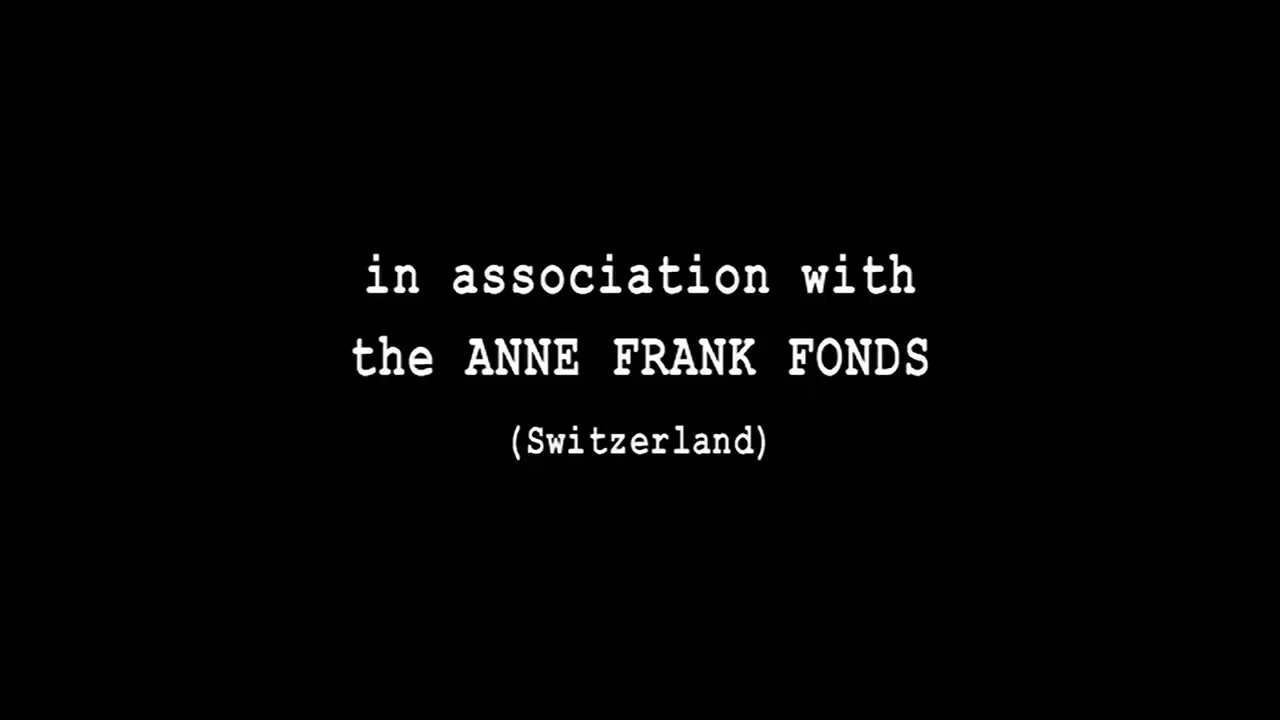 in association with
the ANNE FRANK FONDS
(Switzerland)